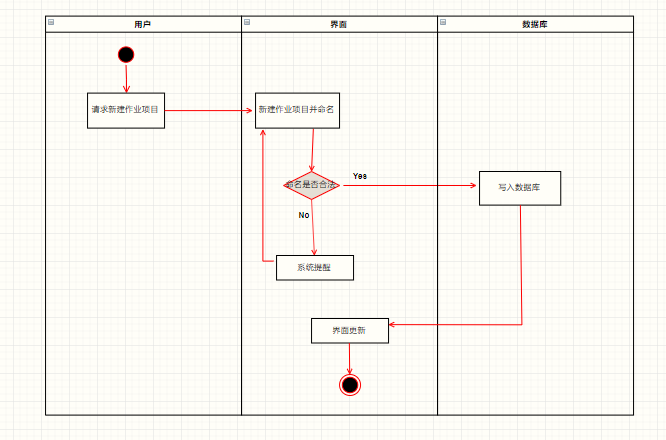 用户
界面
数据库
请求新建作业项目
新建作业项目并命名
命名是否合法
Yes
写入数据库
No
系统提醒
界面更新